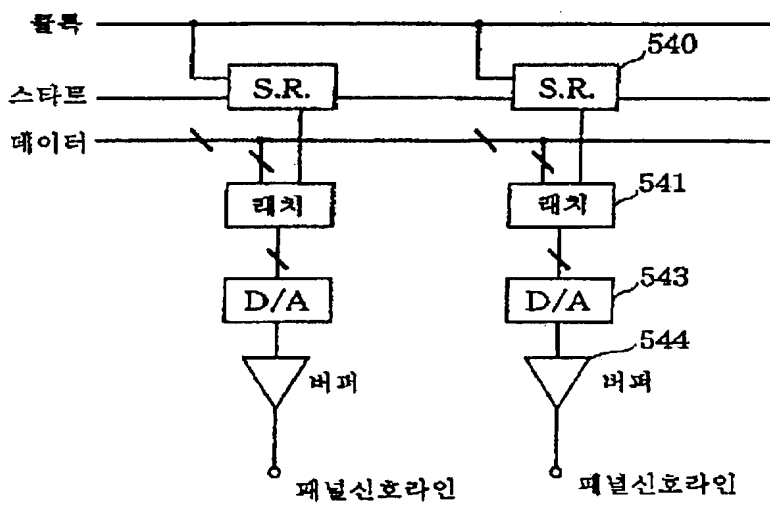 클록
540
S.R.
S.R.
스타트
데이터
541
래치
래치
543
D/A
D/A
544
버퍼
버퍼
패널신호라인
패널신호라인